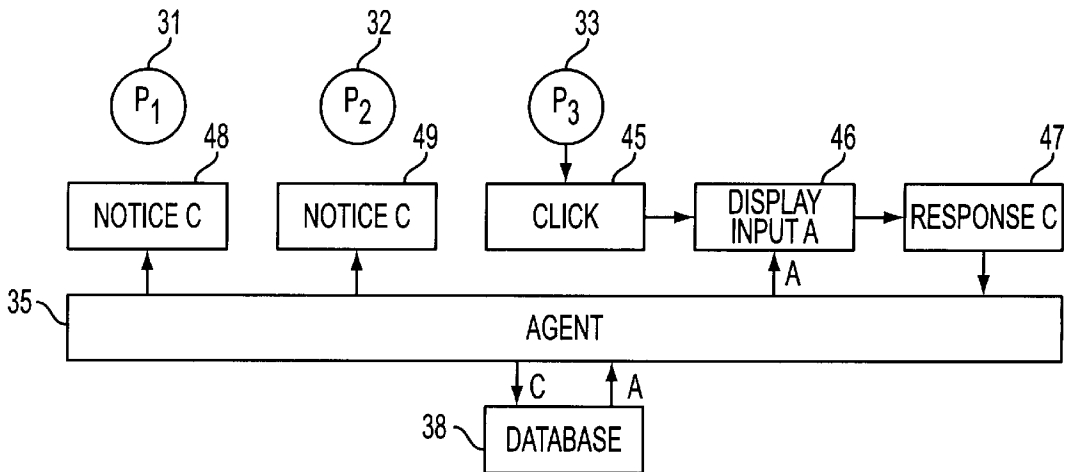 31 32 33
P1 P2 P3
48 49 45 46 47
NOTICE C NOTICE C CLICK DISPLAY INPUT A RESPONSE C
A
35 AGENT
C A
38 DATABASE